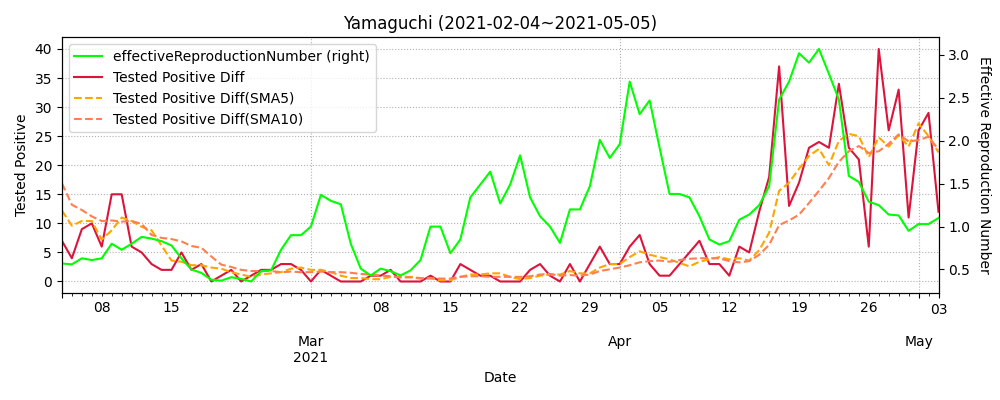 Yamaguchi (2021-02-04~2021-05-05)
effectiveReproductionNumber (right)
Tested Positive Diff
Tested Positive Diff(SMA5)
Tested Positive Diff(SMA10)
Tested Positive
40
35
30
25
20
15
10
5
0
Effective Reproduction Number
3.0
2.5
2.0
1.5
1.0
0.5
08 15 22 08 15 22 29 05 12 19 26 03
Mar Apr May
2021
Date